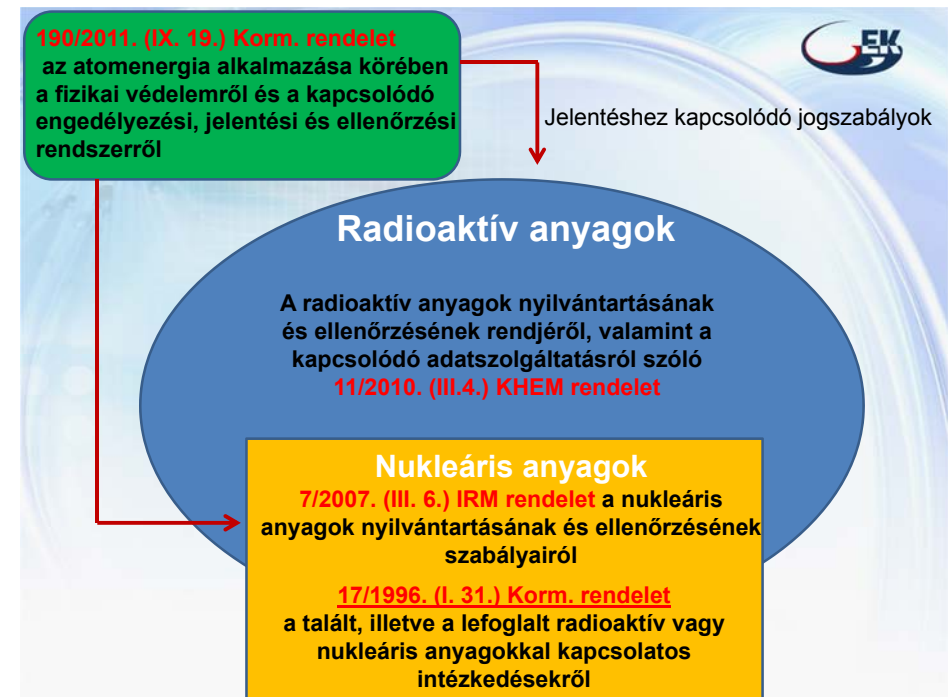 190/2011. (IX. 19.) Korm. rendelet
az atomenergia alkalmazása körében
a fizikai védelemről és a kapcsolódó
engedélyezési, jelentési és ellenőrzési
rendszerről
EK
Jelentéshez kapcsolódó jogszabályok
Radioaktív anyagok
A radioaktív anyagok nyilvántartásának
és ellenőrzésének rendjéről, valamint a
kapcsolódó adatszolgáltatásról szóló
11/2010. (III.4.) KHEM rendelet
Nukleáris anyagok
7/2007. (III. 6.) IRM rendelet a nukleáris
anyagok nyilvántartásának és ellenőrzésének
szabályairól
17/1996. (I. 31.) Korm. rendelet
a talált, illetve a lefoglalt radioaktív vagy
nukleáris anyagokkal kapcsolatos
intézkedésekről